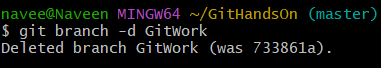 navee@Naveen MINGW64 ~/GitHandsOn (master)
$ git branch -d GitWork
Deleted branch GitWork (was 733861a).